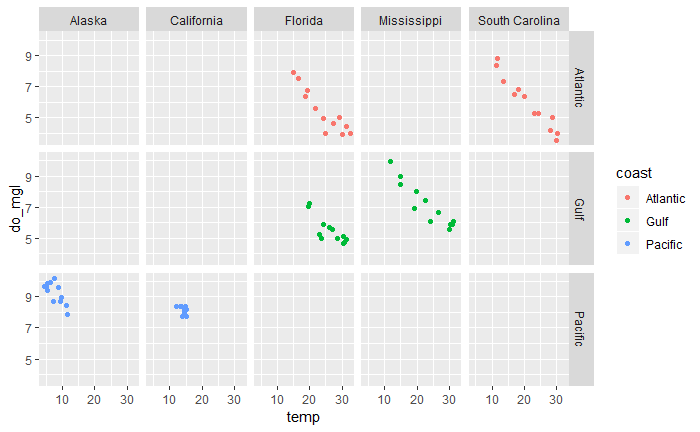 Alaska California Florida Mississippi South Carolina
9
7
5
Atlantic
9
7
5
Gulf
9
7
5
Pacific
do_mgl
10 20 30 10 20 30 10 20 30 10 20 30 10 20 30
temp
coast
Atlantic
Gulf
Pacific